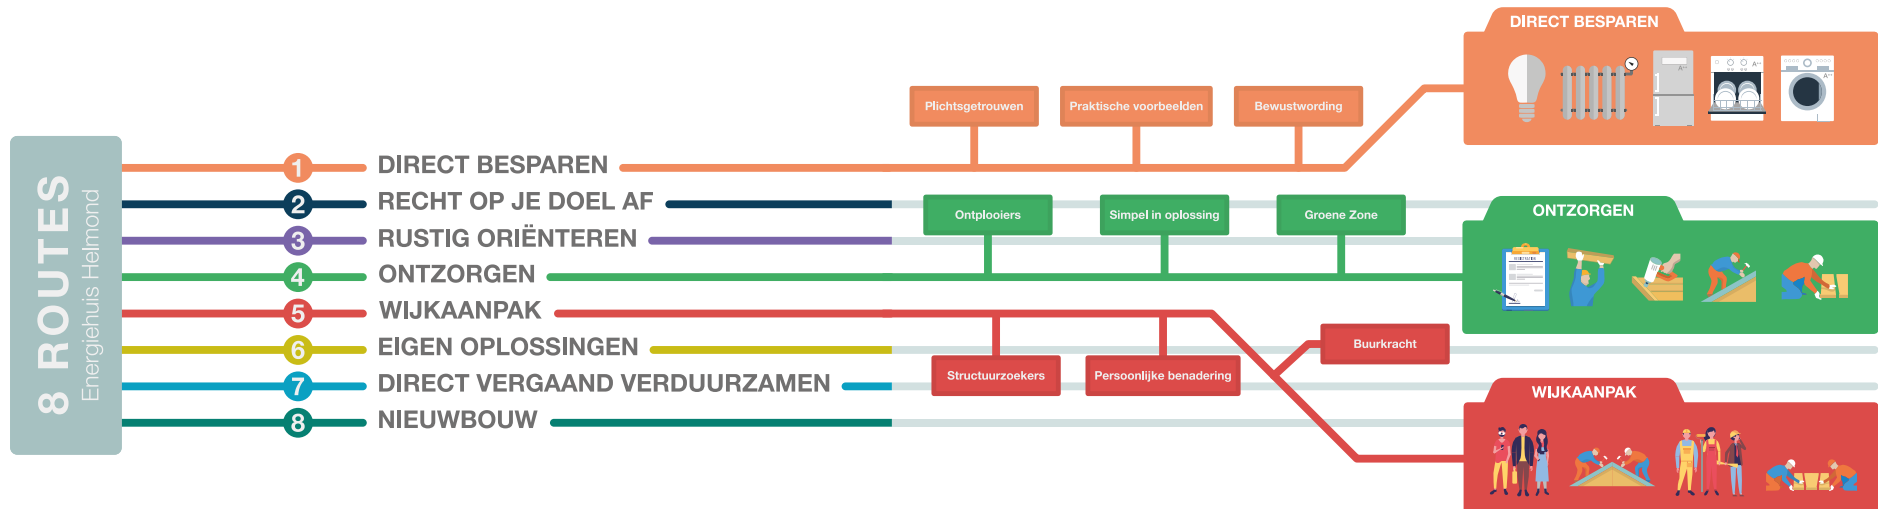 8 ROUTES
Energiehuis Helmond
1 DIRECT BESPAREN
2 RECHT OP JE DOEL AF
3 RUSTIG ORIËNTEREN
4 ONTZORGEN
5 WIJKAANPAK
6 EIGEN OPLOSSINGEN
7 DIRECT VERGAAND VERDUURZAMEN
8 NIEUWBOUW
Plichtsgetrouwen
Praktische voorbeelden
Bewustwording
DIRECT BESPAREN
A++
A++
A++
Ontplooiers
Simpel in oplossing
Groene Zone
ONTZORGEN
Structuurzoekers
Persoonlijke benadering
Buurkracht
WIJKAANPAK